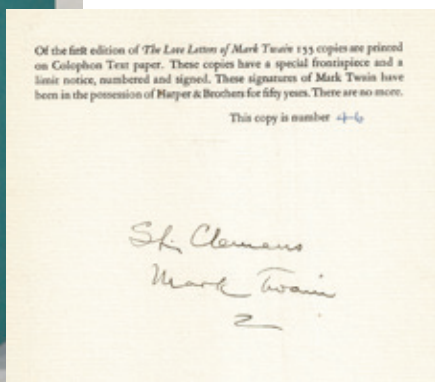 Of the first edition of The Love Letters of Mark Twain 155 copies are printed
on Colophon Text paper. These copies have a special frontispiece and a
limit notice, numbered and signed. These signatures of Mark Twain have
been in the possession of Harper & Brothers for fifty years. There are no more.
This copy is number 46
Clemens
Mark Twain